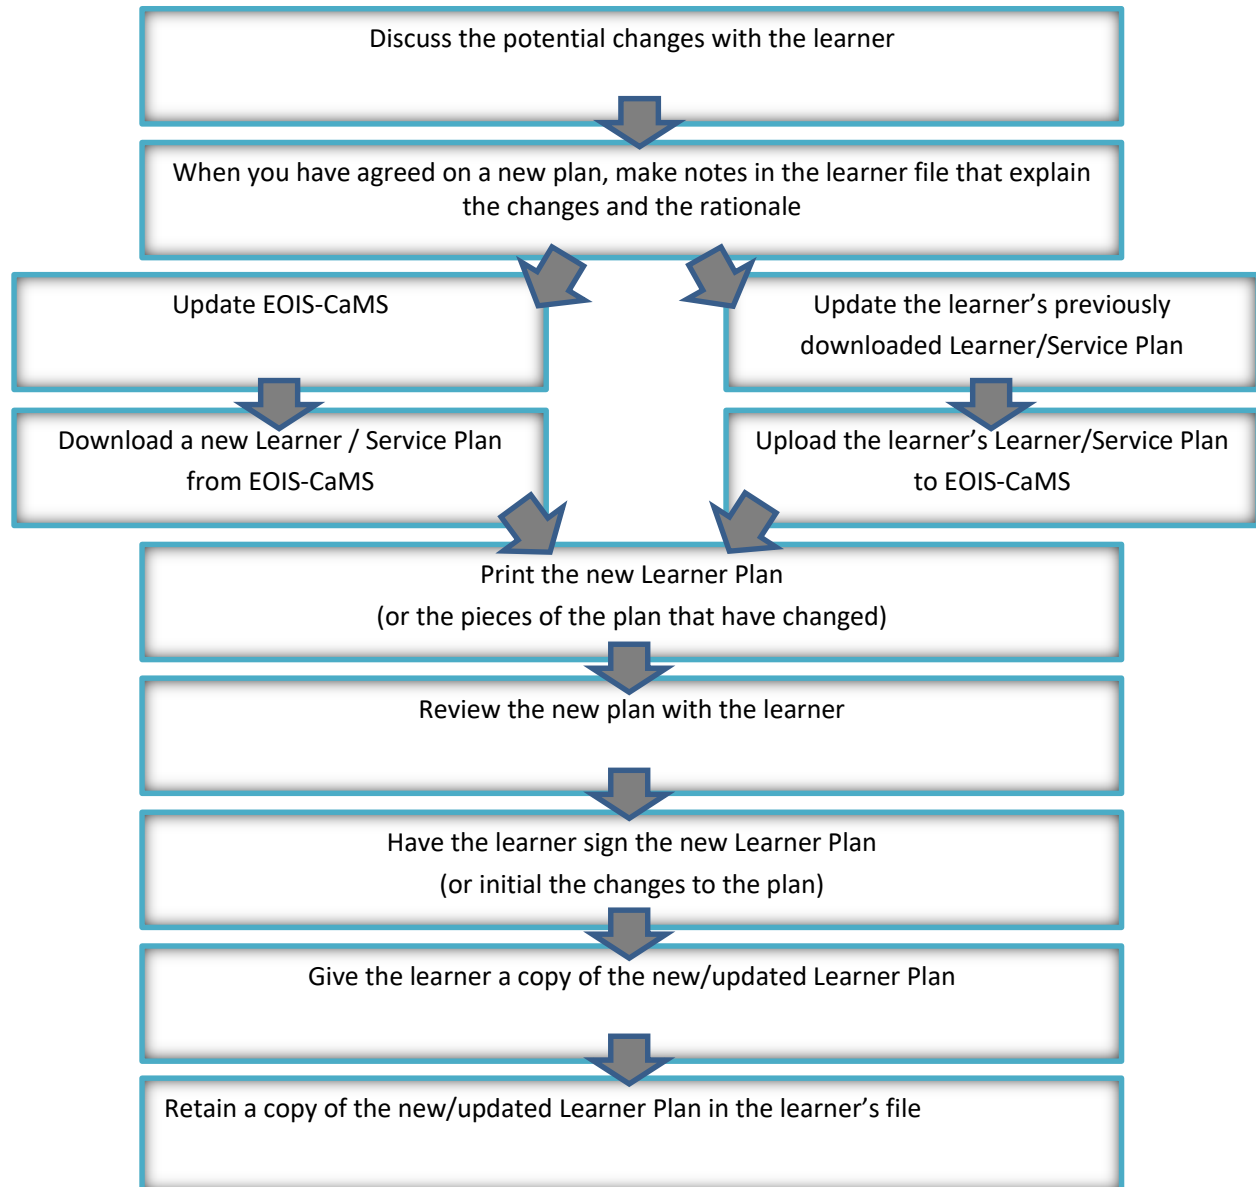 Discuss the potential changes with the learner
When you have agreed on a new plan, make notes in the learner file that explain
the changes and the rationale
Update EOIS-CaMS
Update the learner’s previously
downloaded Learner/Service Plan
Download a new Learner / Service Plan
from EOIS-CaMS
Upload the learner’s Learner/Service Plan
to EOIS-CaMS
Print the new Learner Plan
(or the pieces of the plan that have changed)
Review the new plan with the learner
Have the learner sign the new Learner Plan
(or initial the changes to the plan)
Give the learner a copy of the new/updated Learner Plan
Retain a copy of the new/updated Learner Plan in the learner’s file